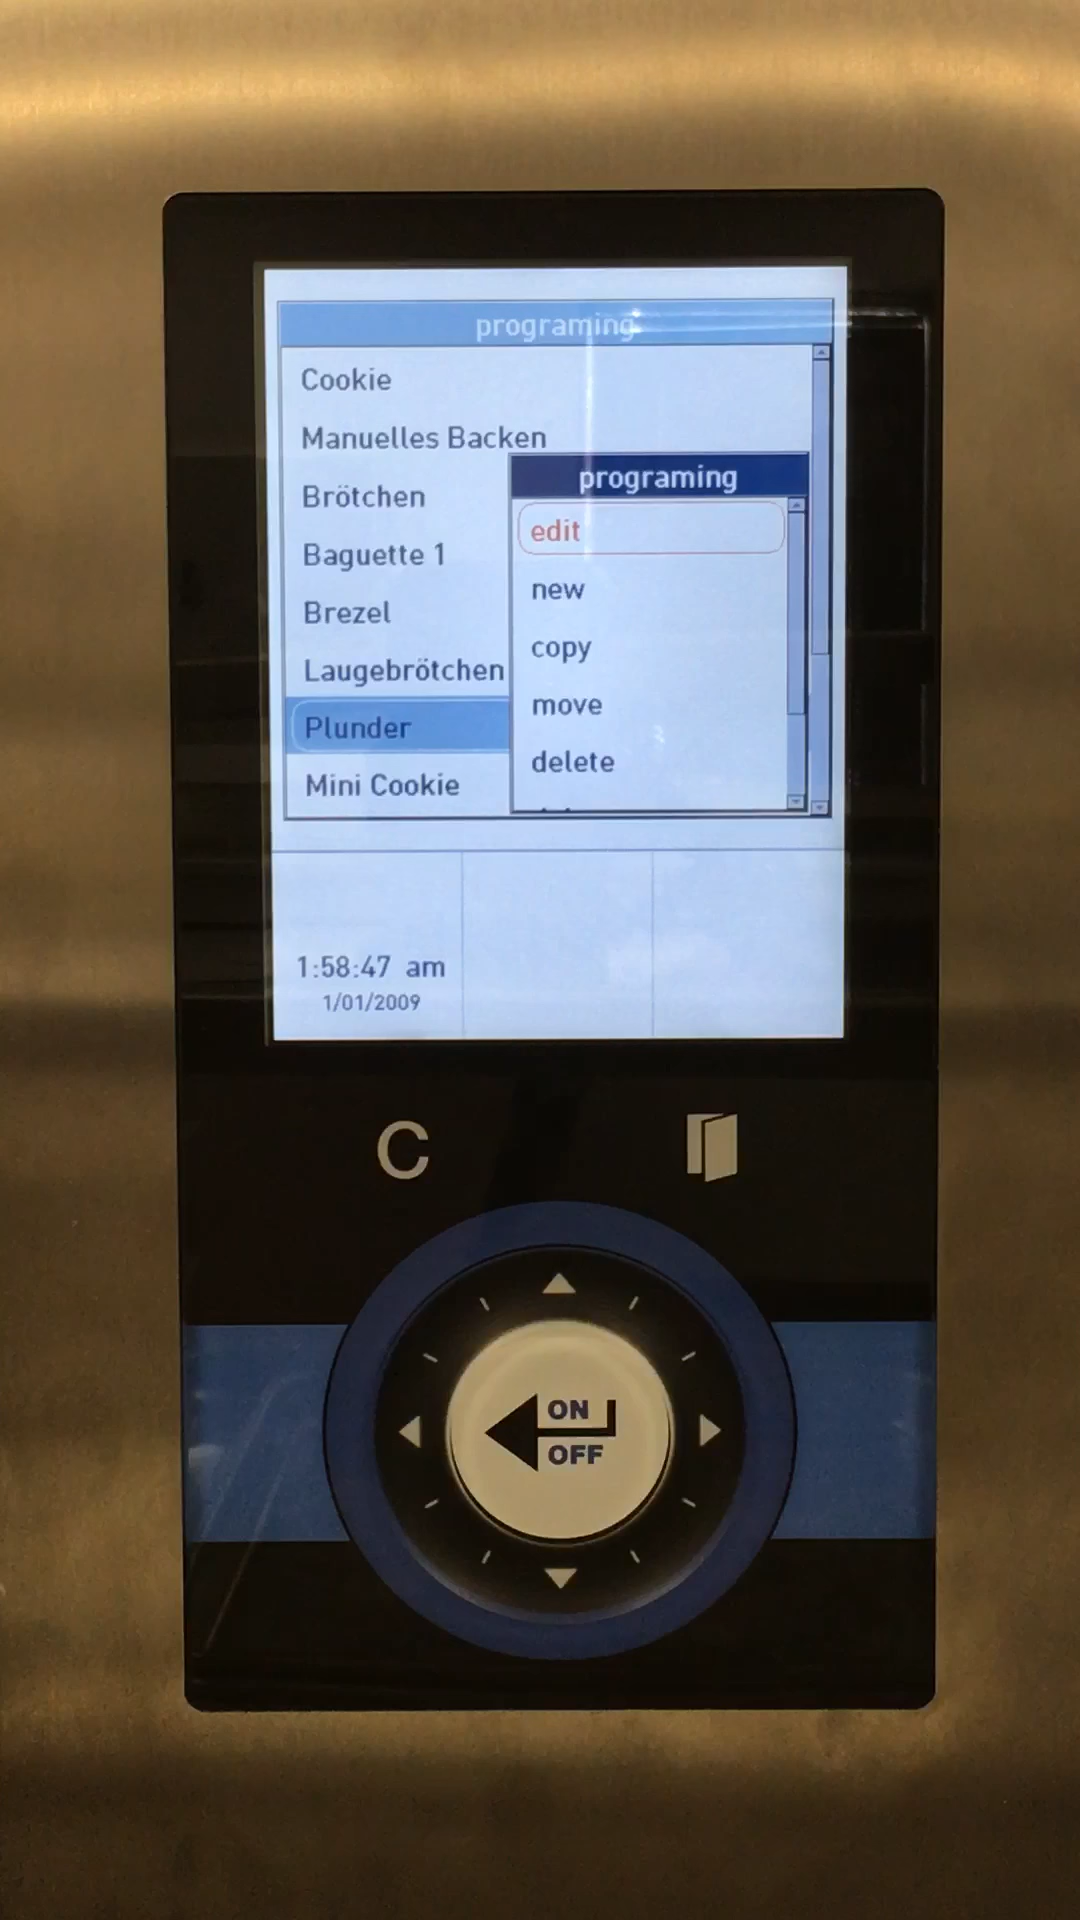 programing
Cookie
Manuelles Backen
Brötchen
Baguette 1
Brezel
Laugebrötchen
Plunder
Mini Cookie
programing
edit
new
copy
move
delete
1:58:47 am
1/01/2009
C
ON
OFF